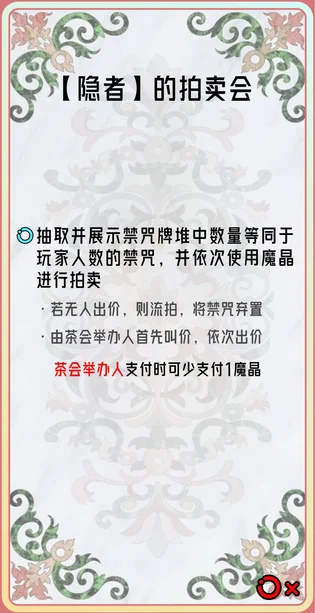 【隐者】的拍卖会
抽取并展示禁咒牌堆中数量等同于
玩家人数的禁咒，并依次使用魔晶
进行拍卖
·若无人出价，则流拍，将禁咒弃置
·由茶会举办人首先叫价，依次出价
茶会举办人支付时可少支付1魔晶